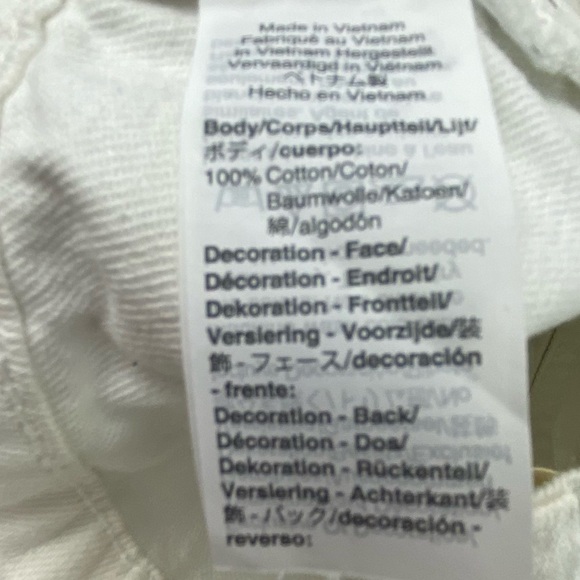 Made in Vietnam
Fabriqué au Vietnam
in Vietnam Hergestellt
Vervaardigd in Vietnam
ベトナム製
Hecho en Vietnam
Body/Corps/Hauptteil/Lijf/
ボディ/cuerpo:
100% Cotton/Coton/
Baumwolle/Katoen/
綿/algodón
Decoration - Face/
Décoration - Endroit/
Dekoration - Frontteil/
Versiering - Voorzijde/装
飾 - フェース/decoración
- frente:
Decoration - Back/
Décoration - Dos/
Dekoration - Rückenteil/
Versiering - Achterkant/装
飾 - バック/decoración -
reverso: